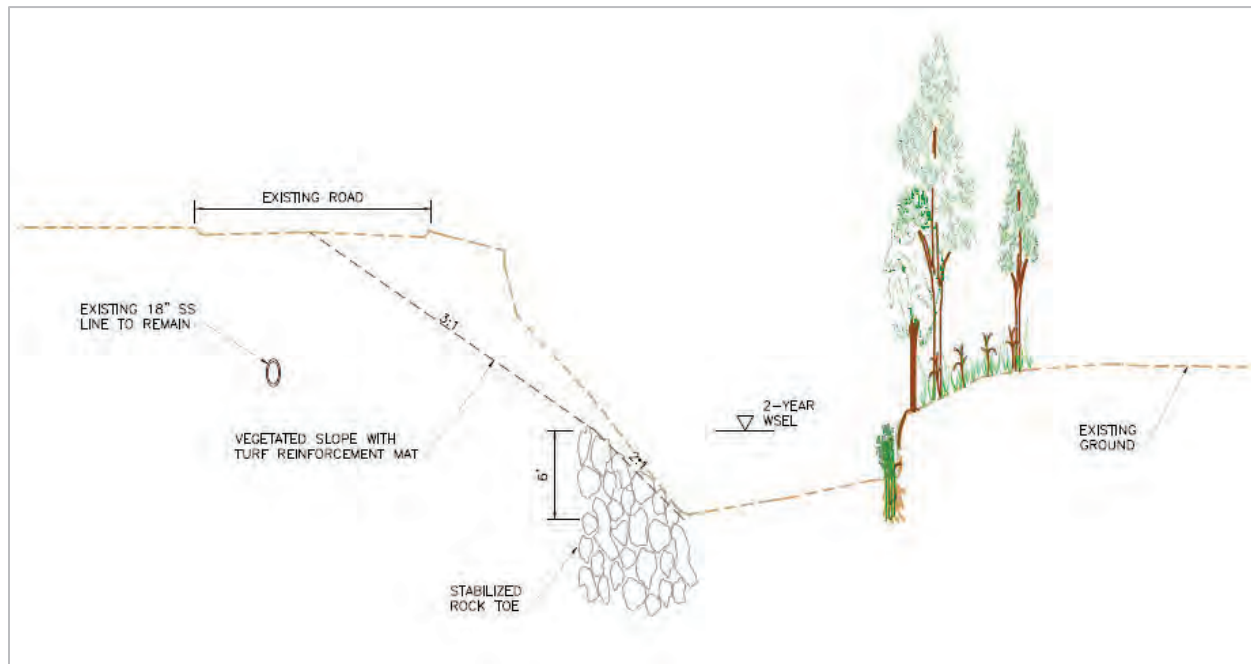 EXISTING ROAD
EXISTING 18" SS
LINE TO REMAIN
3:1
2-YEAR
WSEL
VEGETATED SLOPE WITH
TURF REINFORCEMENT MAT
2:1
EXISTING
GROUND
6'
STABILIZED
ROCK TOE